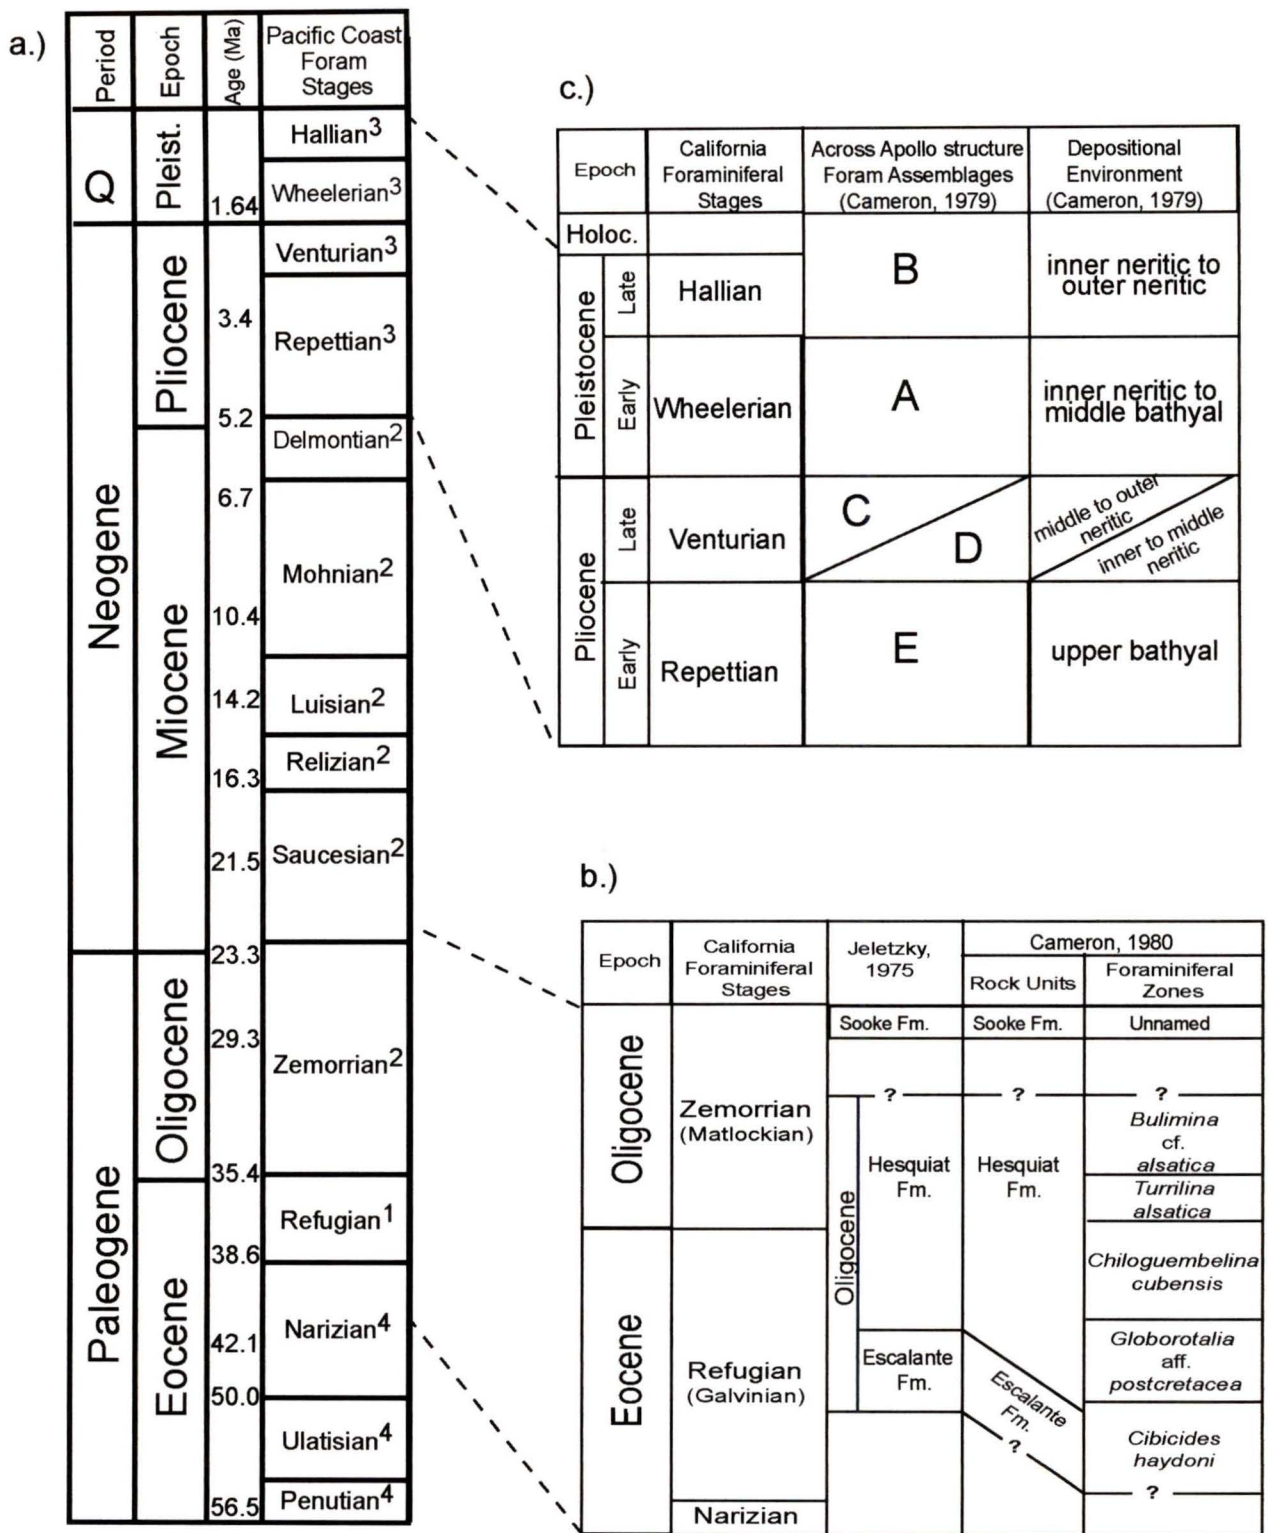 a.)
Period
Epoch
Age (Ma)
Pacific Coast
Foram
Stages
Q
Pleist.
1.64
Hallian3
Wheelerian3
Neogene
Pliocene
3.4
5.2
Venturian3
Repettian3
Miocene
6.7
10.4
14.2
16.3
21.5
23.3
Delmontian2
Mohnian2
Luisian2
Relizian2
Saucesian2
Paleogene
Oligocene
29.3
35.4
Zemorrian2
Eocene
38.6
42.1
50.0
56.5
Refugian1
Narizian4
Ulatisian4
Penutian4
c.)
Epoch
California
Foraminiferal
Stages
Across Apollo structure
Foram Assemblages
(Cameron, 1979)
Depositional
Environment
(Cameron, 1979)
Holoc.
Pleistocene
Late
Hallian
B
inner neritic to
outer neritic
Early
Wheelerian
A
inner neritic to
middle bathyal
Pliocene
Late
Venturian
C
D
middle to outer
neritic
inner to middle
neritic
Early
Repettian
E
upper bathyal
b.)
Epoch
California
Foraminiferal
Stages
Jeletzky,
1975
Cameron, 1980
Rock Units
Foraminiferal
Zones
Oligocene
Zemorrian
(Matlockian)
Eocene
Refugian
(Galvinian)
Narizian
Sooke Fm.
? 
Oligocene
Hesquiat
Fm.
Escalante
Fm.
Sooke Fm.
?
Hesquiat
Fm.
Escalante
Fm.
?
Unnamed
?
Bulimina
cf.
alsatica
Turrilina
alsatica
Chiloguembelina
cubensis
Globorotalia
aff.
postcretacea
Cibicides
haydoni
?